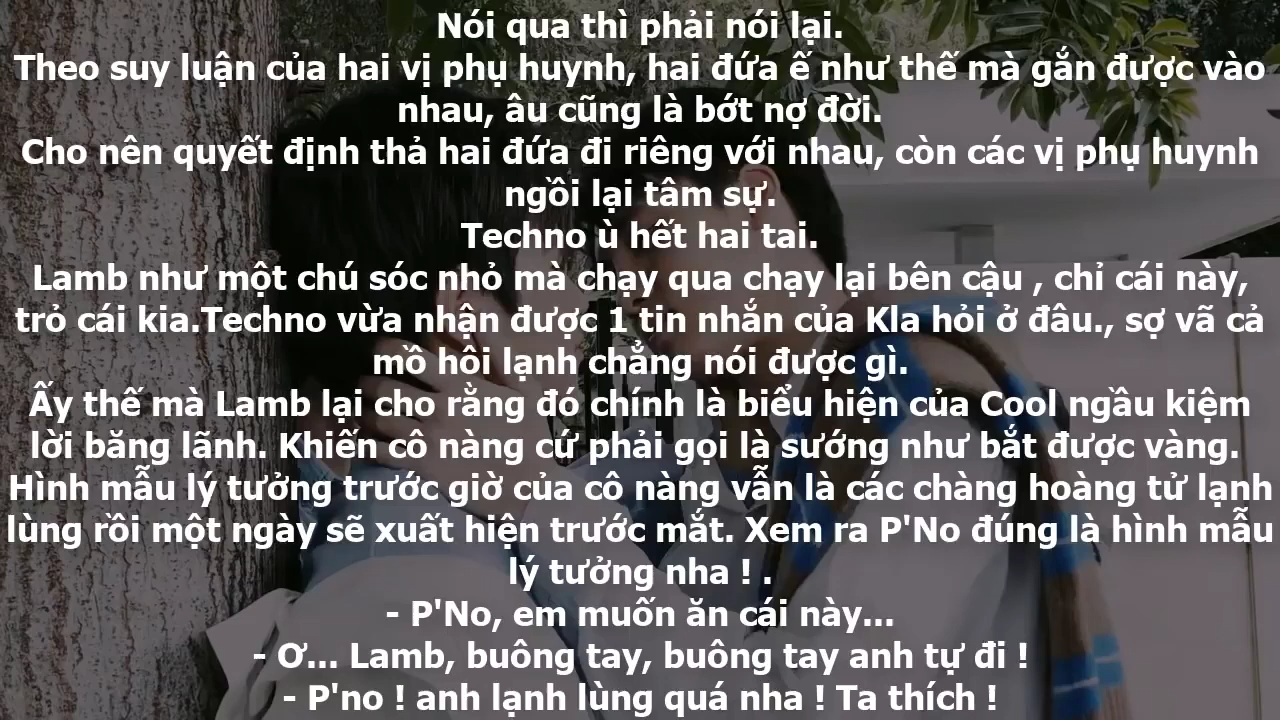 Nói qua thì phải nói lại.
Theo suy luận của hai vị phụ huynh, hai đứa ế như thế mà gắn được vào
nhau, âu cũng là bớt nợ đời.
Cho nên quyết định thả hai đứa đi riêng với nhau, còn các vị phụ huynh
ngồi lại tâm sự.
Techno ù hết hai tai.
Lamb như một chú sóc nhỏ mà chạy qua chạy lại bên cậu , chỉ cái này,
trỏ cái kia.Techno vừa nhận được 1 tin nhắn của Kla hỏi ở đâu., sợ vã cả
mồ hôi lạnh chẳng nói được gì.
Ấy thế mà Lamb lại cho rằng đó chính là biểu hiện của Cool ngầu kiệm
lời băng lãnh. Khiến cô nàng cứ phải gọi là sướng như bắt được vàng.
Hình mẫu lý tưởng trước giờ của cô nàng vẫn là các chàng hoàng tử lạnh
lùng rồi một ngày sẽ xuất hiện trước mắt. Xem ra P'No đúng là hình mẫu
lý tưởng nha ! .
- P'No, em muốn ăn cái này...
- Ơ... Lamb, buông tay, buông tay anh tự đi !
- P'no ! anh lạnh lùng quá nha ! Ta thích !